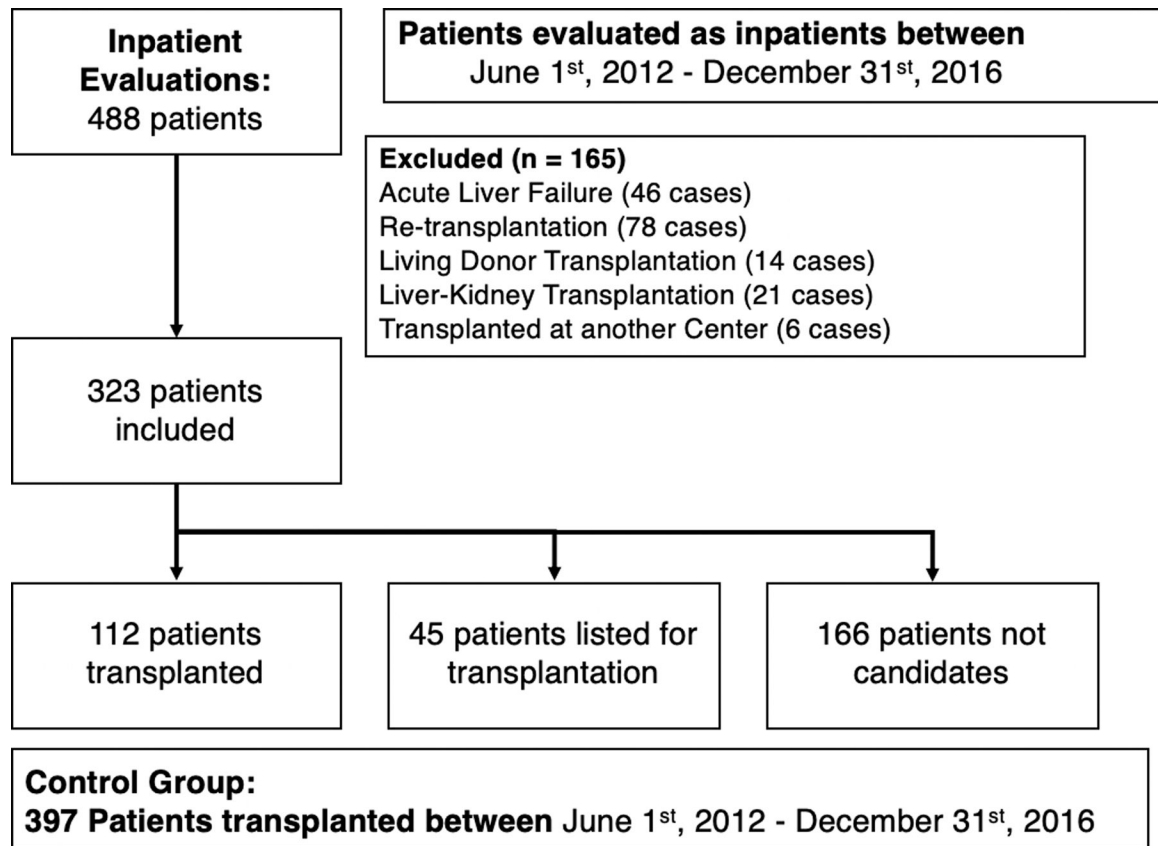 Inpatient
Evaluations:
488 patients
Patients evaluated as inpatients between
June 1st, 2012 - December 31st, 2016
Excluded (n = 165)
Acute Liver Failure (46 cases)
Re-transplantation (78 cases)
Living Donor Transplantation (14 cases)
Liver-Kidney Transplantation (21 cases)
Transplanted at another Center (6 cases)
323 patients
included
112 patients
transplanted
45 patients listed for
transplantation
166 patients not
candidates
Control Group:
397 Patients transplanted between June 1st, 2012 - December 31st, 2016